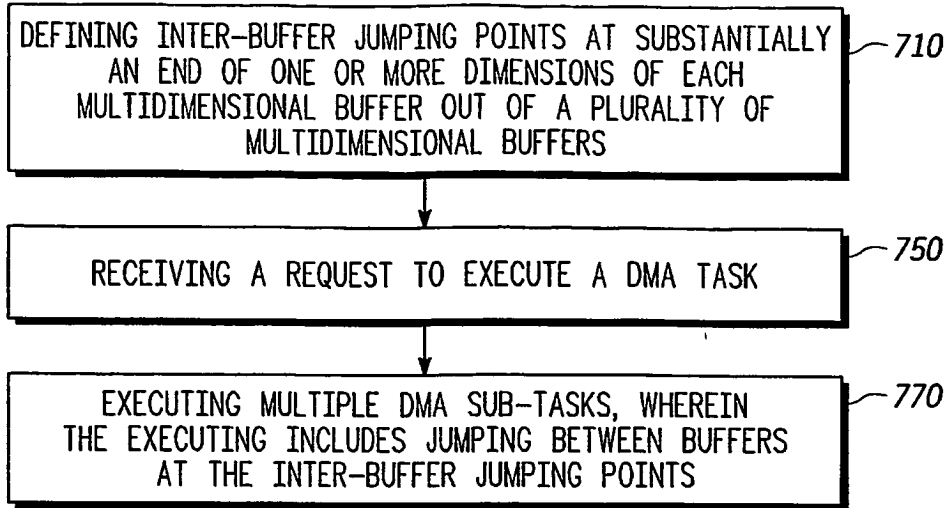 DEFINING INTER-BUFFER JUMPING POINTS AT SUBSTANTIALLY
AN END OF ONE OR MORE DIMENSIONS OF EACH
MULTIDIMENSIONAL BUFFER OUT OF A PLURALITY OF
MULTIDIMENSIONAL BUFFERS
710
RECEIVING A REQUEST TO EXECUTE A DMA TASK
750
EXECUTING MULTIPLE DMA SUB-TASKS, WHEREIN
THE EXECUTING INCLUDES JUMPING BETWEEN BUFFERS
AT THE INTER-BUFFER JUMPING POINTS
770